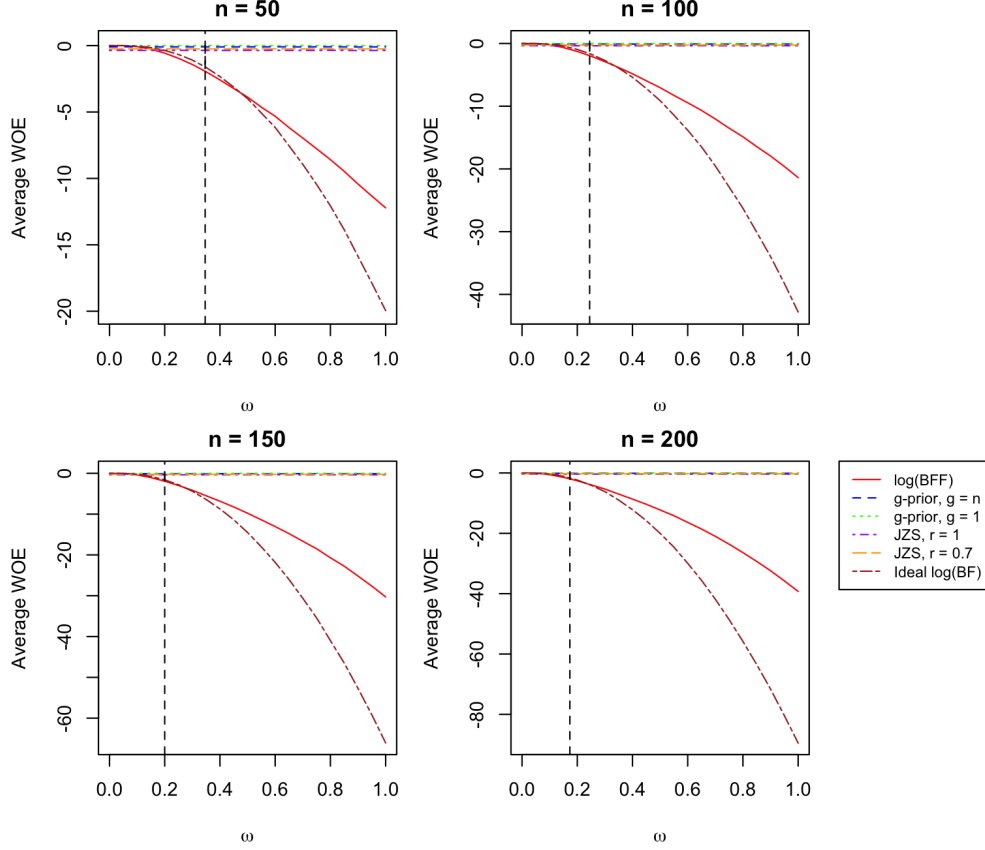 n = 50
Average WOE
0
-5
-10
-15
-20
0.0 0.2 0.4 0.6 0.8 1.0
ω
n = 100
Average WOE
0
-10
-20
-30
-40
0.0 0.2 0.4 0.6 0.8 1.0
ω
n = 150
Average WOE
0
-20
-40
-60
0.0 0.2 0.4 0.6 0.8 1.0
ω
n = 200
Average WOE
0
-20
-40
-60
-80
0.0 0.2 0.4 0.6 0.8 1.0
ω
log(BFF)
g-prior, g = n
g-prior, g = 1
JZS, r = 1
JZS, r = 0.7
Ideal log(BF)